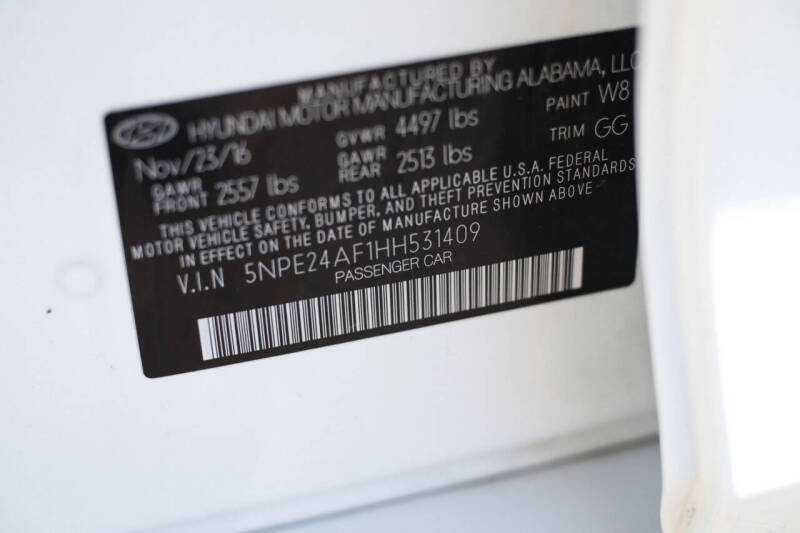 MANUFACTURED BY
HYUNDAI MOTOR MANUFACTURING ALABAMA, LLC
Nov/23/16 GVWR 4497 lbs PAINT W8
GAWR FRONT 2557 lbs GAWR REAR 2513 lbs TRIM GG
THIS VEHICLE CONFORMS TO ALL APPLICABLE U.S.A. FEDERAL
MOTOR VEHICLE SAFETY, BUMPER, AND THEFT PREVENTION STANDARDS
IN EFFECT ON THE DATE OF MANUFACTURE SHOWN ABOVE
V.I.N 5NPE24AF1HH531409
PASSENGER CAR